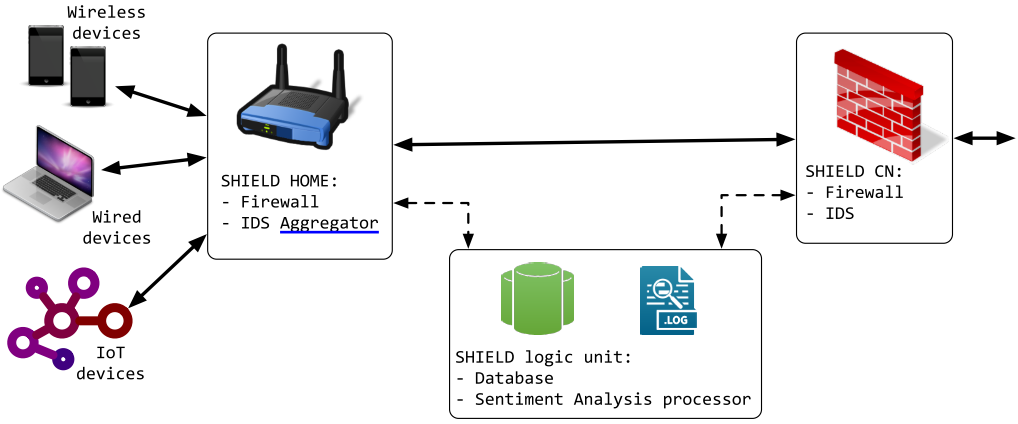 Wireless
devices
Wired
devices
IoT
devices
SHIELD HOME:
- Firewall
- IDS Aggregator
SHIELD CN:
- Firewall
- IDS
.LOG
SHIELD logic unit:
- Database
- Sentiment Analysis processor